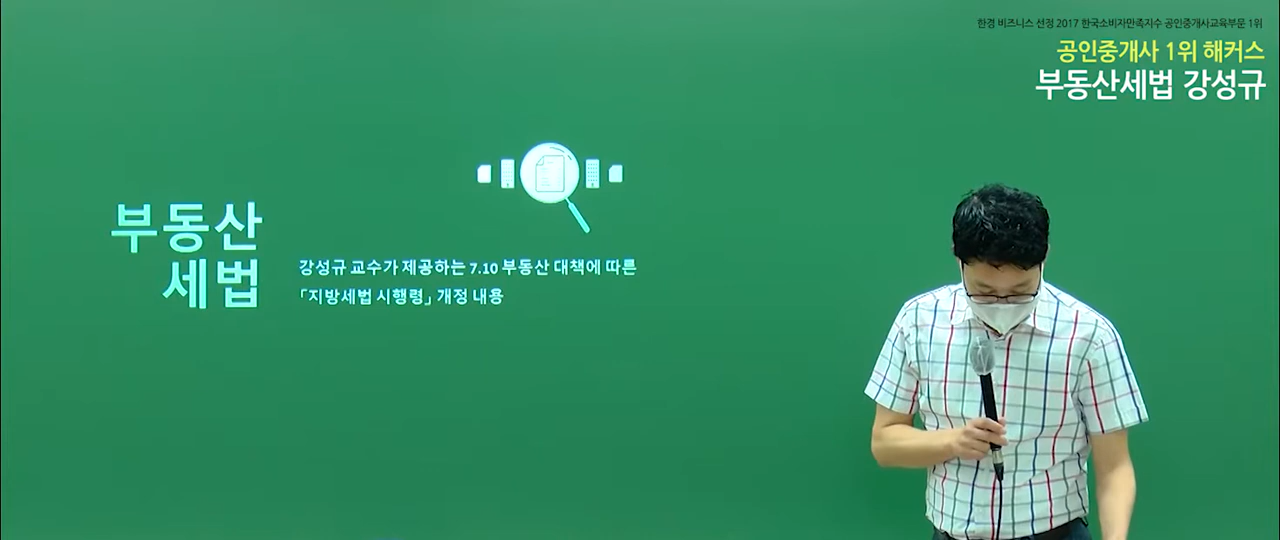 한경 비즈니스 선정 2017 한국소비자만족지수 공인중개사교육부문 1위
공인중개사 1위 해커스
부동산세법 강성규
부동산
세법
강성규 교수가 제공하는 7.10 부동산 대책에 따른
「지방세법 시행령」 개정 내용